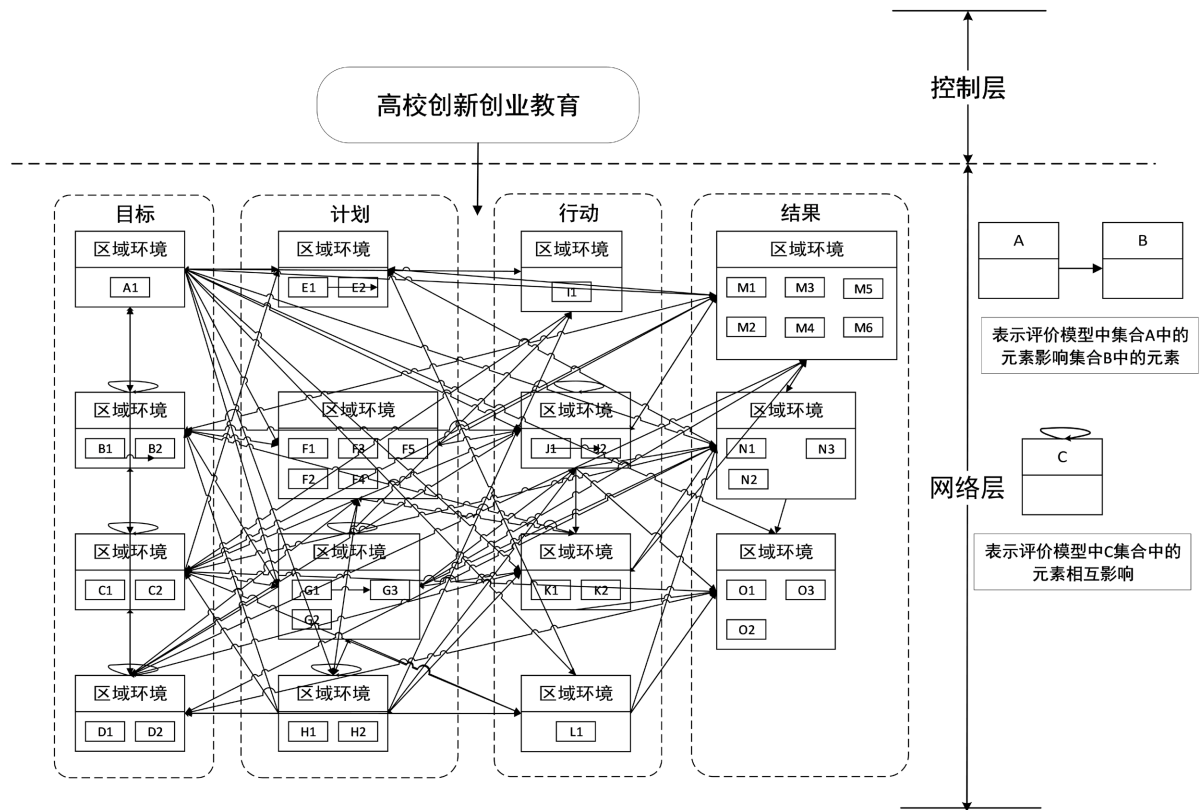 控制层
高校创新创业教育
目标
计划
行动
结果
区域环境
A1
区域环境
E1
E2
区域环境
I1
区域环境
M1
M3
M5
M2
M4
M6
A
B
表示评价模型中集合A中的
元素影响集合B中的元素
区域环境
B1
B2
区域环境
F1
F3
F5
F2
F4
区域环境
J1
J2
区域环境
N1
N3
N2
C
网络层
表示评价模型中C集合中的
元素相互影响
区域环境
C1
C2
区域环境
G1
G3
G2
区域环境
K1
K2
区域环境
O1
O3
O2
区域环境
D1
D2
区域环境
H1
H2
区域环境
L1